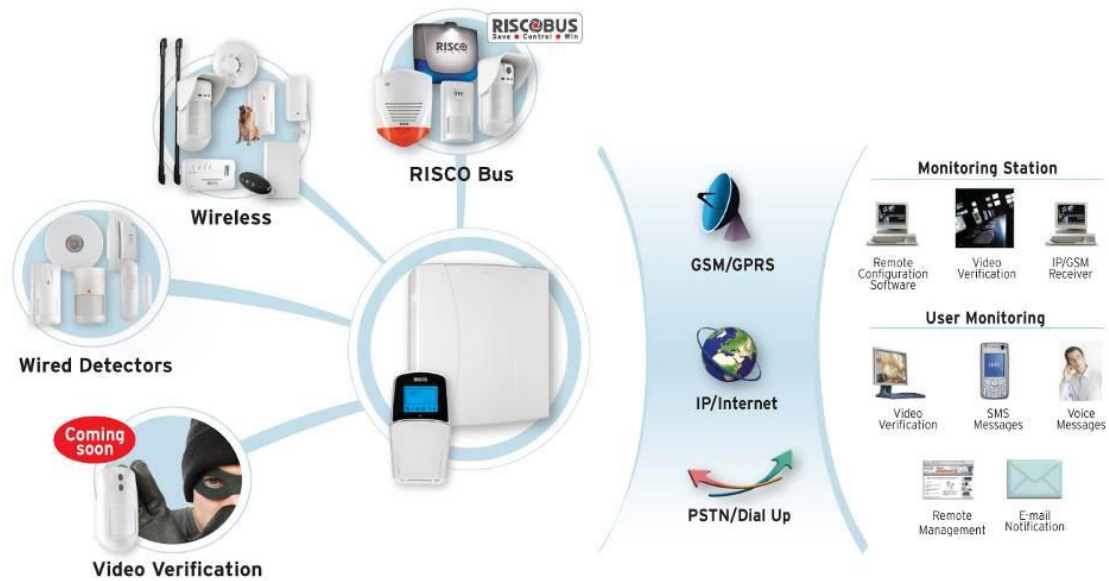 RISCOBUS
Save • Control • Win
RISCO
RISCO Bus
Wireless
Wired Detectors
Coming
soon
Video Verification
RISCO
GSM/GPRS
IP/Internet
PSTN/Dial Up
Monitoring Station
Remote
Configuration
Software
Video
Verification
IP/GSM
Receiver
User Monitoring
Video
Verification
SMS
Messages
Voice
Messages
Remote
Management
E-mail
Notification